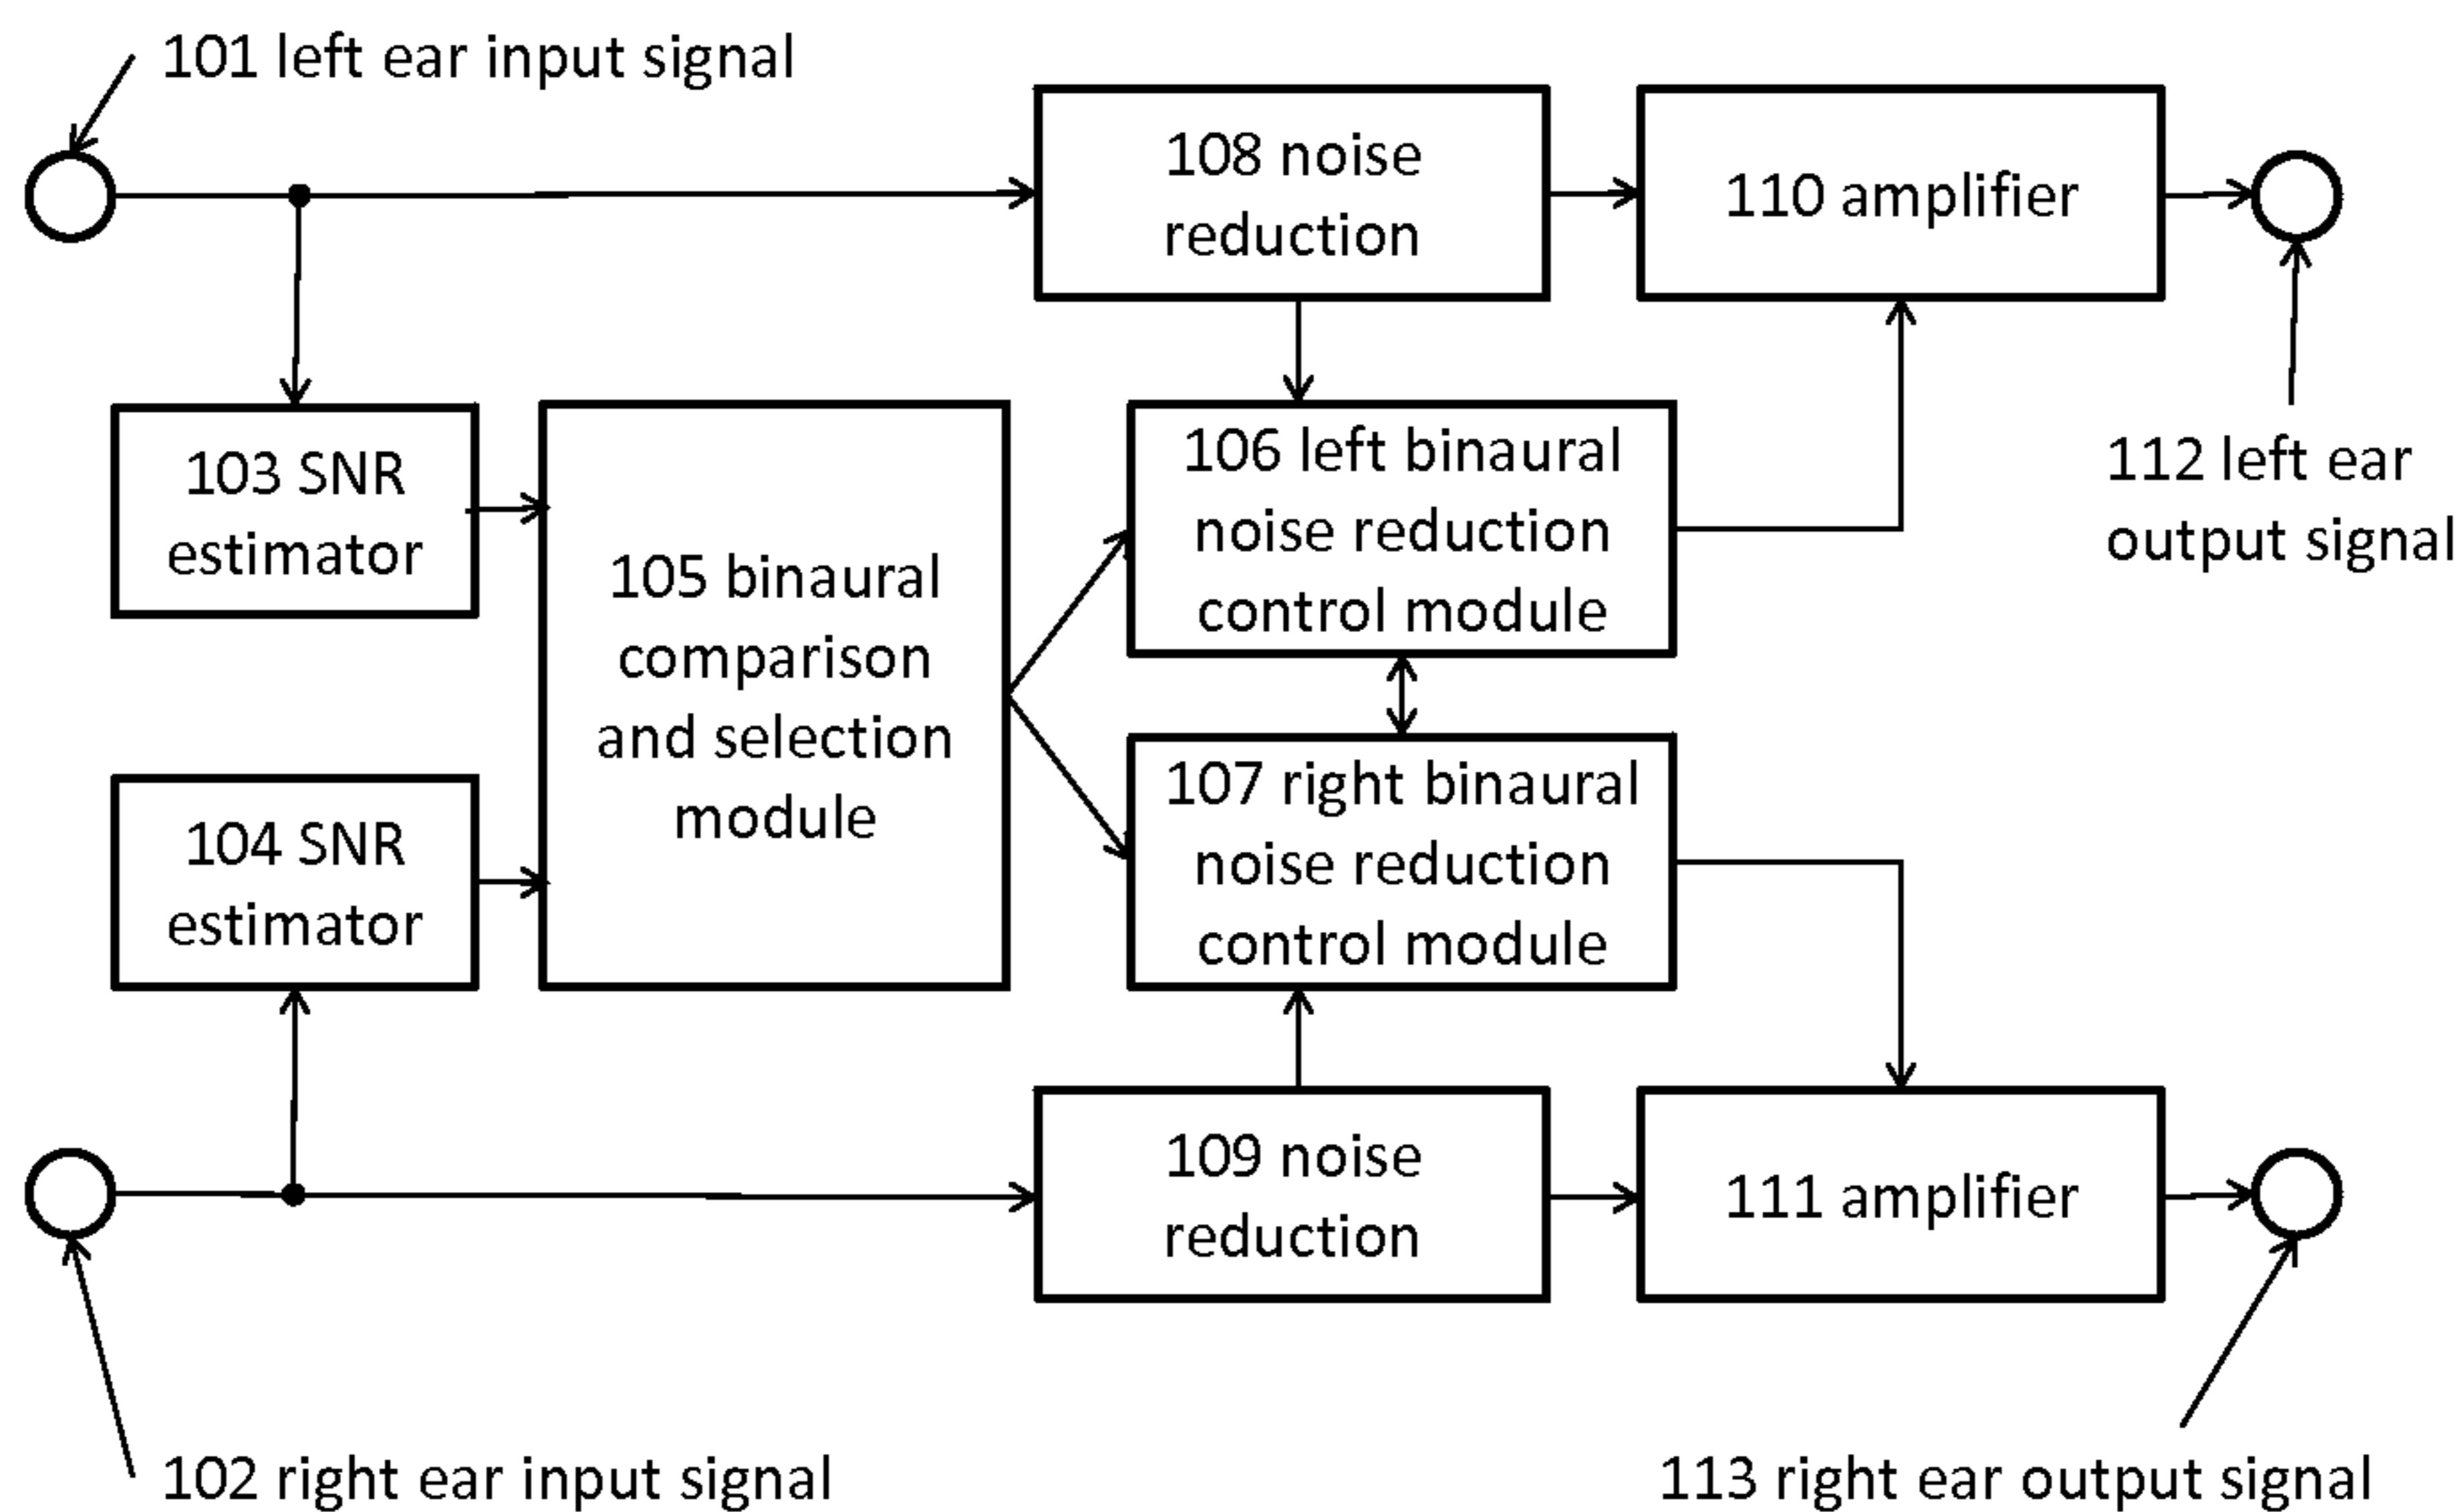 101 left ear input signal
108 noise
reduction
110 amplifier
103 SNR
estimator
105 binaural
comparison
and selection
module
106 left binaural
noise reduction
control module
112 left ear
output signal
104 SNR
estimator
107 right binaural
noise reduction
control module
109 noise
reduction
111 amplifier
102 right ear input signal
113 right ear output signal